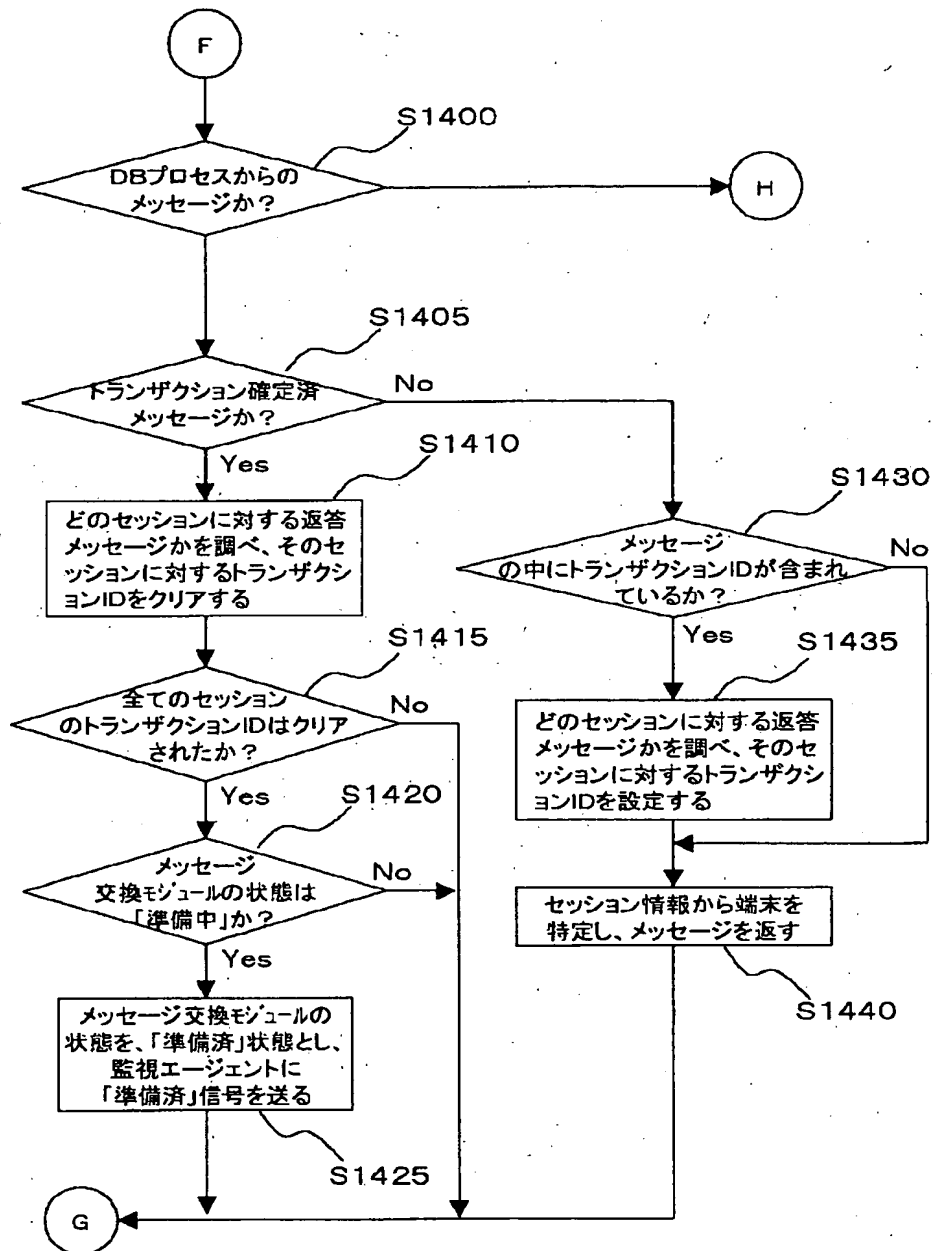 F
S1400
DBプロセスからの
メッセージか？
H
S1405
トランザクション確定済
メッセージか？
No
Yes
S1410
どのセッションに対する返答
メッセージかを調べ、そのセ
ッションに対するトランザクシ
ョンIDをクリアする
S1430
メッセージ
の中にトランザクションIDが含まれ
ているか？
No
Yes
S1415
全てのセッション
のトランザクションIDはクリア
されたか？
No
Yes
S1435
どのセッションに対する返答
メッセージかを調べ、そのセ
ッションに対するトランザクシ
ョンIDを設定する
S1420
メッセージ
交換モジュールの状態は
「準備中」か？
No
Yes
セッション情報から端末を
特定し、メッセージを返す
S1440
メッセージ交換モジュールの
状態を、「準備済」状態とし、
監視エージェントに
「準備済」信号を送る
S1425
G